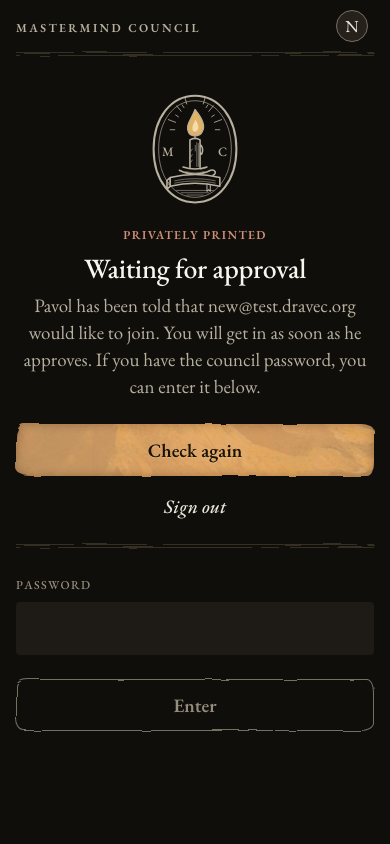 MASTERMIND COUNCIL
N
M C
PRIVATELY PRINTED
Waiting for approval
Pavol has been told that new@test.dravec.org
would like to join. You will get in as soon as he
approves. If you have the council password, you
can enter it below.
Check again
Sign out
PASSWORD
Enter